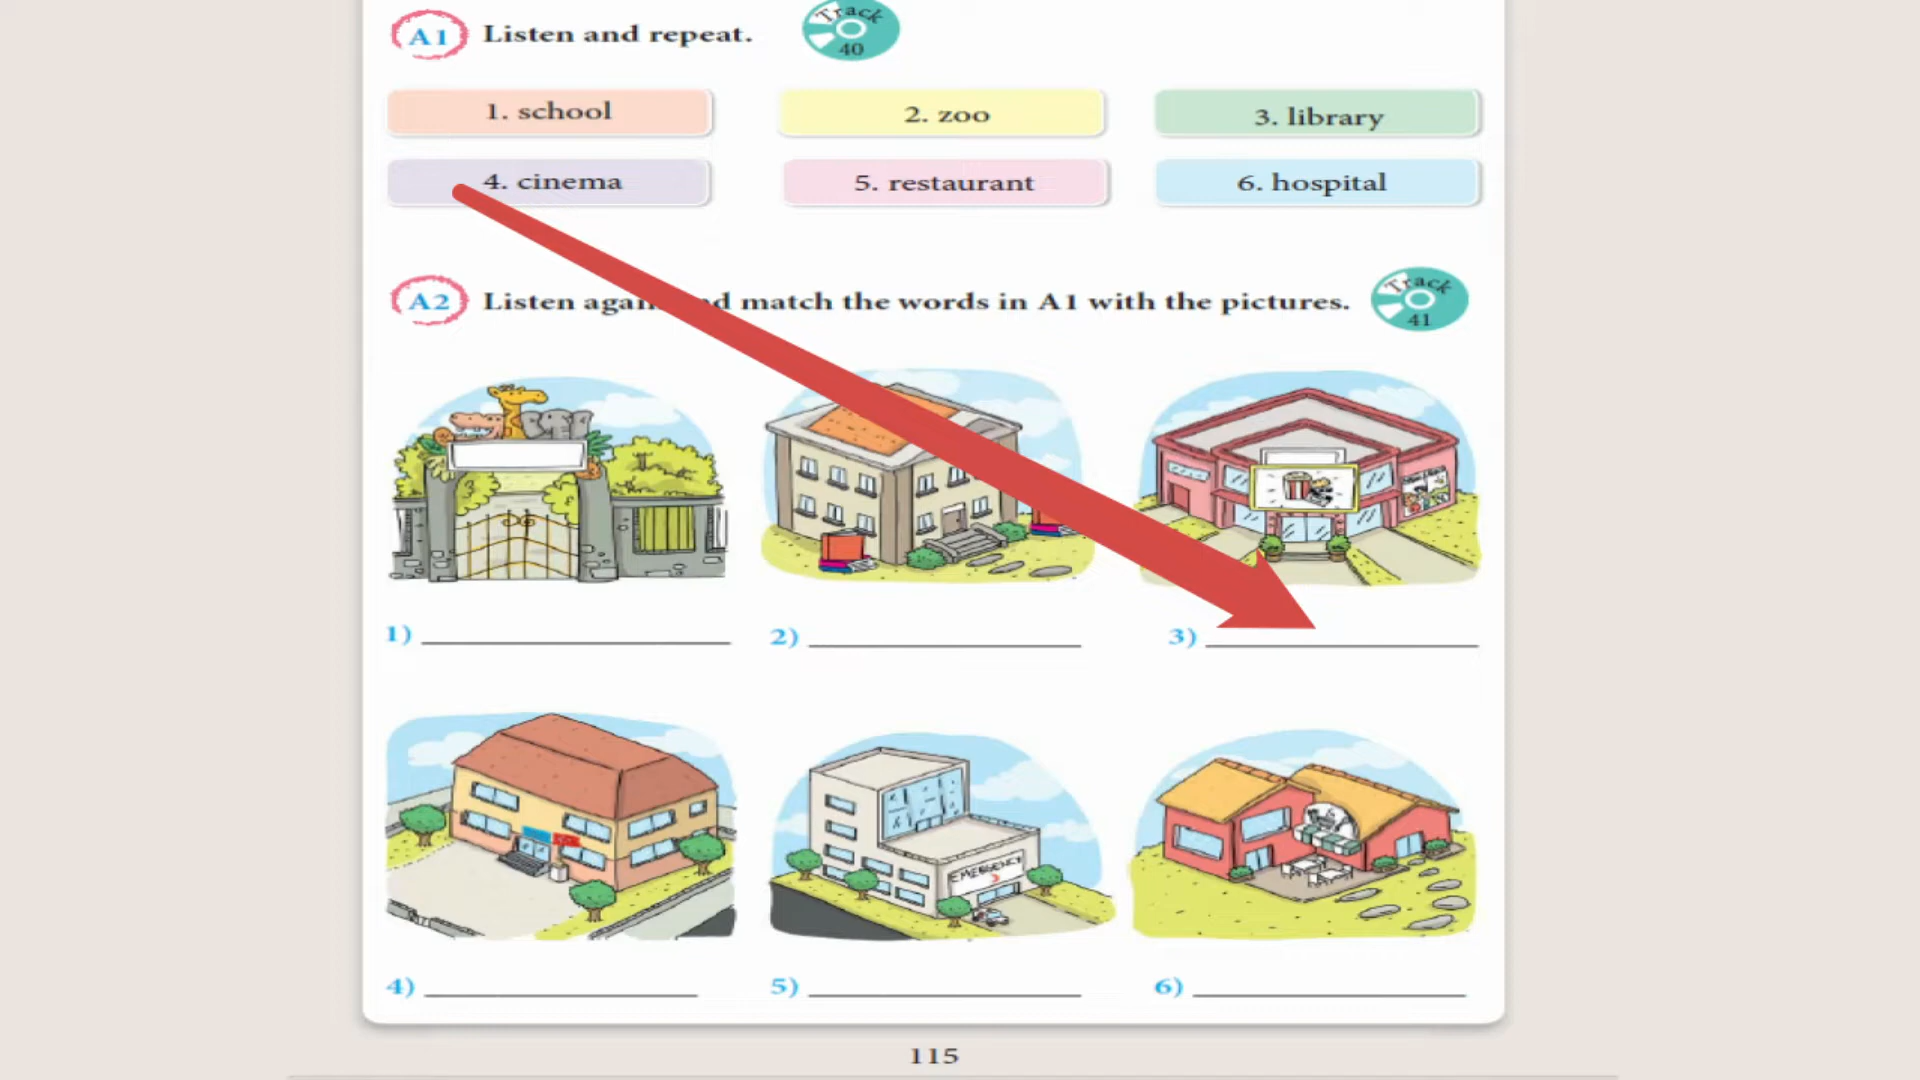 A1 Listen and repeat. Track 40
1. school 2. zoo 3. library
4. cinema 5. restaurant 6. hospital
A2 Listen again and match the words in A1 with the pictures. Track 41
1) 2) 3)
EMERGENCY
4) 5) 6)
115